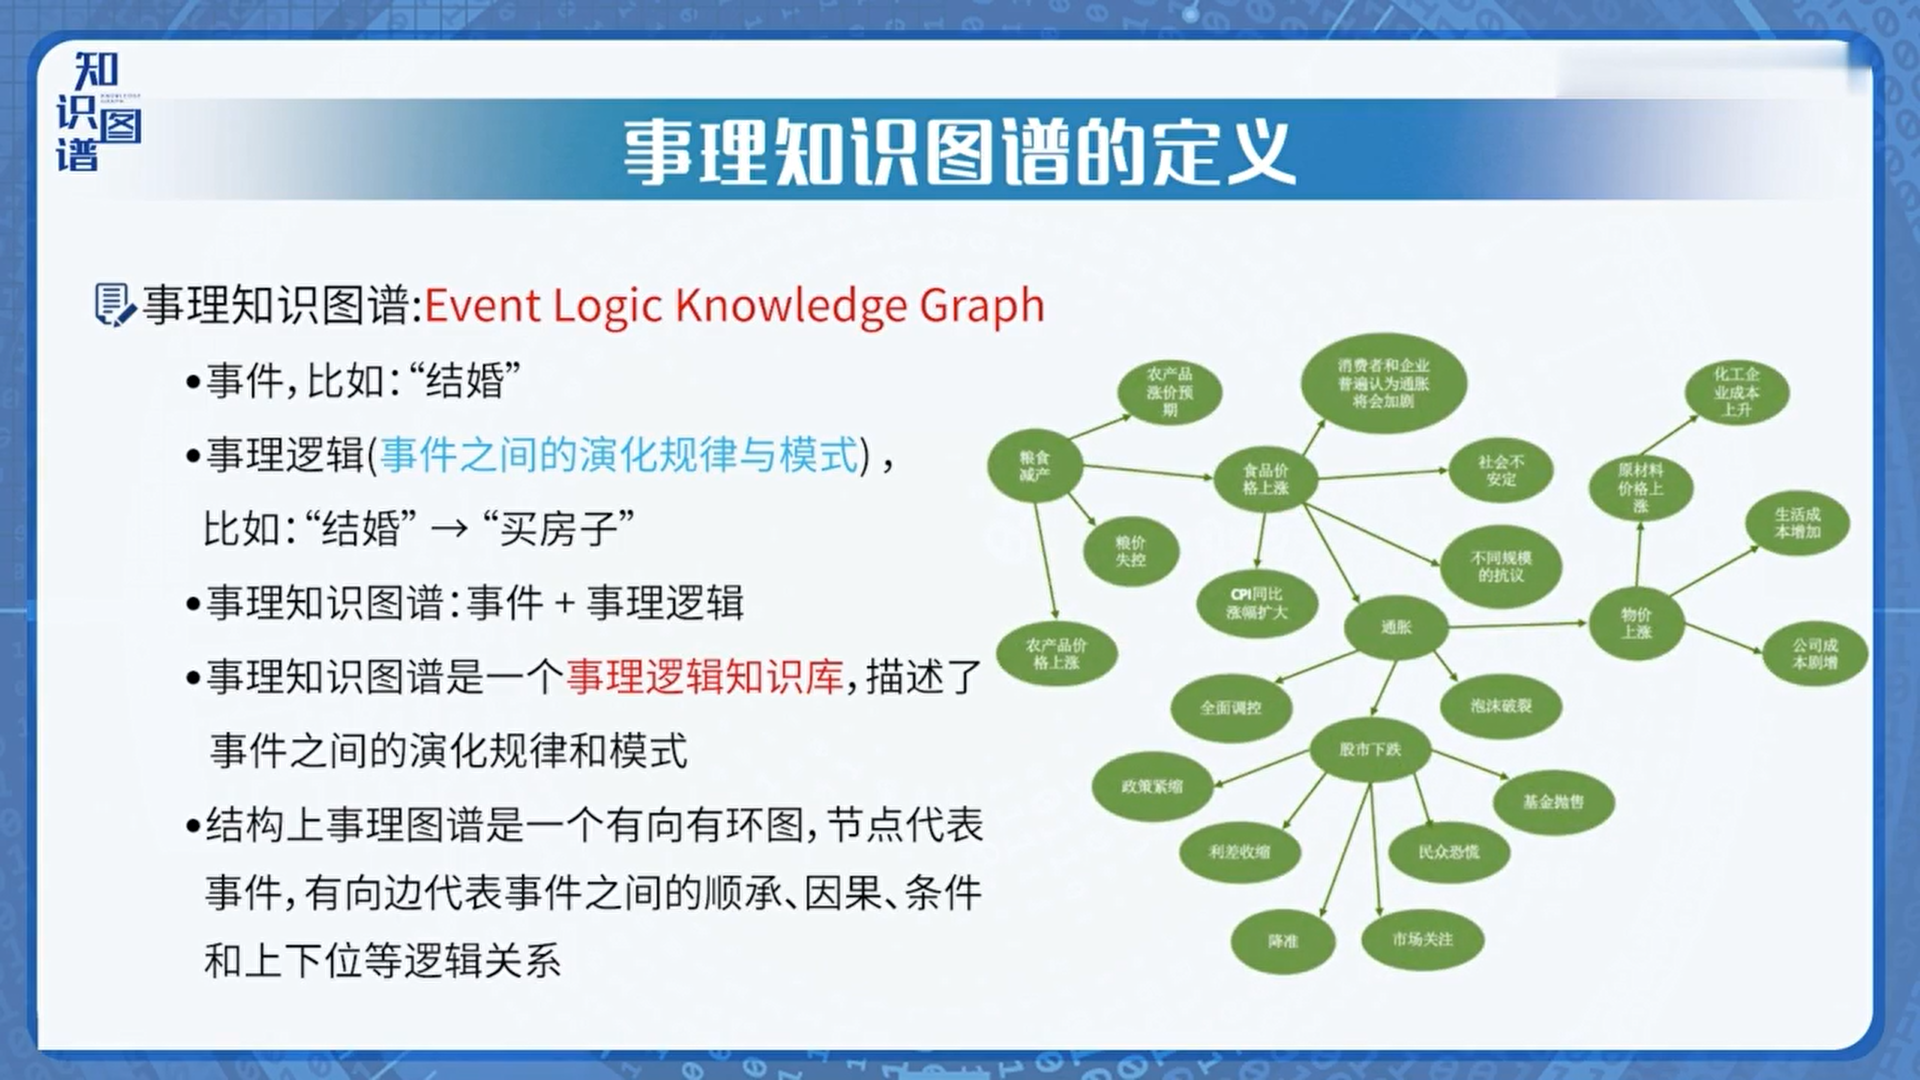 知
识图
谱
KNOWLEDGE
GRAPH
事理知识图谱的定义
事理知识图谱:Event Logic Knowledge Graph
•事件,比如:“结婚”
•事理逻辑(事件之间的演化规律与模式) ,
比如:“结婚” → “买房子”
•事理知识图谱:事件 + 事理逻辑
•事理知识图谱是一个事理逻辑知识库,描述了
事件之间的演化规律和模式
•结构上事理图谱是一个有向有环图,节点代表
事件,有向边代表事件之间的顺承、因果、条件
和上下位等逻辑关系
农产品
涨价预
期
消费者和企业
普遍认为通胀
将会加剧
化工企
业成本
上升
粮食
减产
食品价
格上涨
社会不
安定
原材料
价格上
涨
生活成
本增加
粮价
失控
不同规模
的抗议
CPI同比
涨幅扩大
通胀
物价
上涨
农产品价
格上涨
公司成
本剧增
全面调控
泡沫破裂
股市下跌
政策紧缩
基金抛售
利差收缩
民众恐慌
降准
市场关注